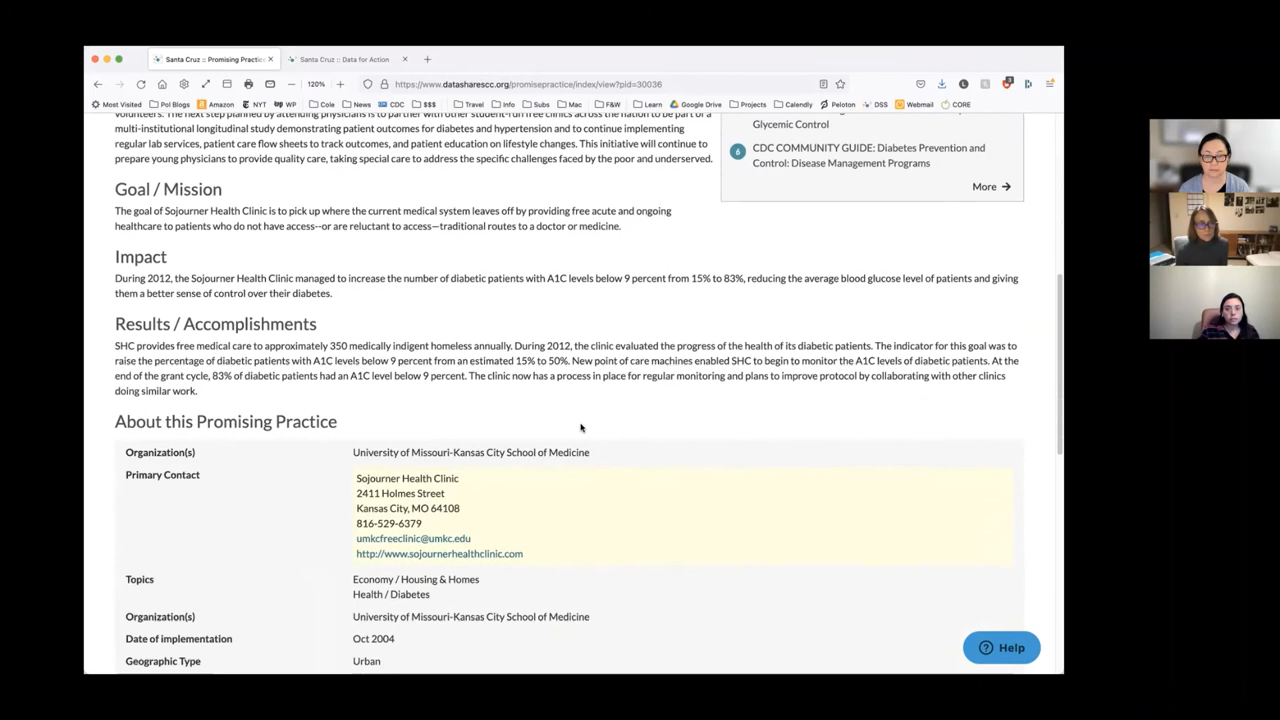 Santa Cruz :: Promising Practic
Santa Cruz :: Data for Action
120%
https://www.datasharescc.org/promisepractice/index/view?pid=30036
Most Visited Pol Blogs Amazon NYT WP Cole News CDC $$$ Travel Info Subs Mac F&W Learn Google Drive Projects Calendly Peloton DSS Webmail CORE
volunteers. The next step planned by attending physicians is to partner with other student-run free clinics across the nation to be part of a
multi-institutional longitudinal study demonstrating patient outcomes for diabetes and hypertension and to continue implementing
regular lab services, patient care flow sheets to track outcomes, and patient education on lifestyle changes. This initiative will continue to
prepare young physicians to provide quality care, taking special care to address the specific challenges faced by the poor and underserved.
Glycemic Control
6
CDC COMMUNITY GUIDE: Diabetes Prevention and
Control: Disease Management Programs
More
Goal / Mission
The goal of Sojourner Health Clinic is to pick up where the current medical system leaves off by providing free acute and ongoing
healthcare to patients who do not have access--or are reluctant to access—traditional routes to a doctor or medicine.
Impact
During 2012, the Sojourner Health Clinic managed to increase the number of diabetic patients with A1C levels below 9 percent from 15% to 83%, reducing the average blood glucose level of patients and giving
them a better sense of control over their diabetes.
Results / Accomplishments
SHC provides free medical care to approximately 350 medically indigent homeless annually. During 2012, the clinic evaluated the progress of the health of its diabetic patients. The indicator for this goal was to
raise the percentage of diabetic patients with A1C levels below 9 percent from an estimated 15% to 50%. New point of care machines enabled SHC to begin to monitor the A1C levels of diabetic patients. At the
end of the grant cycle, 83% of diabetic patients had an A1C level below 9 percent. The clinic now has a process in place for regular monitoring and plans to improve protocol by collaborating with other clinics
doing similar work.
About this Promising Practice
Organization(s) University of Missouri-Kansas City School of Medicine
Primary Contact Sojourner Health Clinic
2411 Holmes Street
Kansas City, MO 64108
816-529-6379
umkcfreeclinic@umkc.edu
http://www.sojournerhealthclinic.com
Topics Economy / Housing & Homes
Health / Diabetes
Organization(s) University of Missouri-Kansas City School of Medicine
Date of implementation Oct 2004
Geographic Type Urban
Help